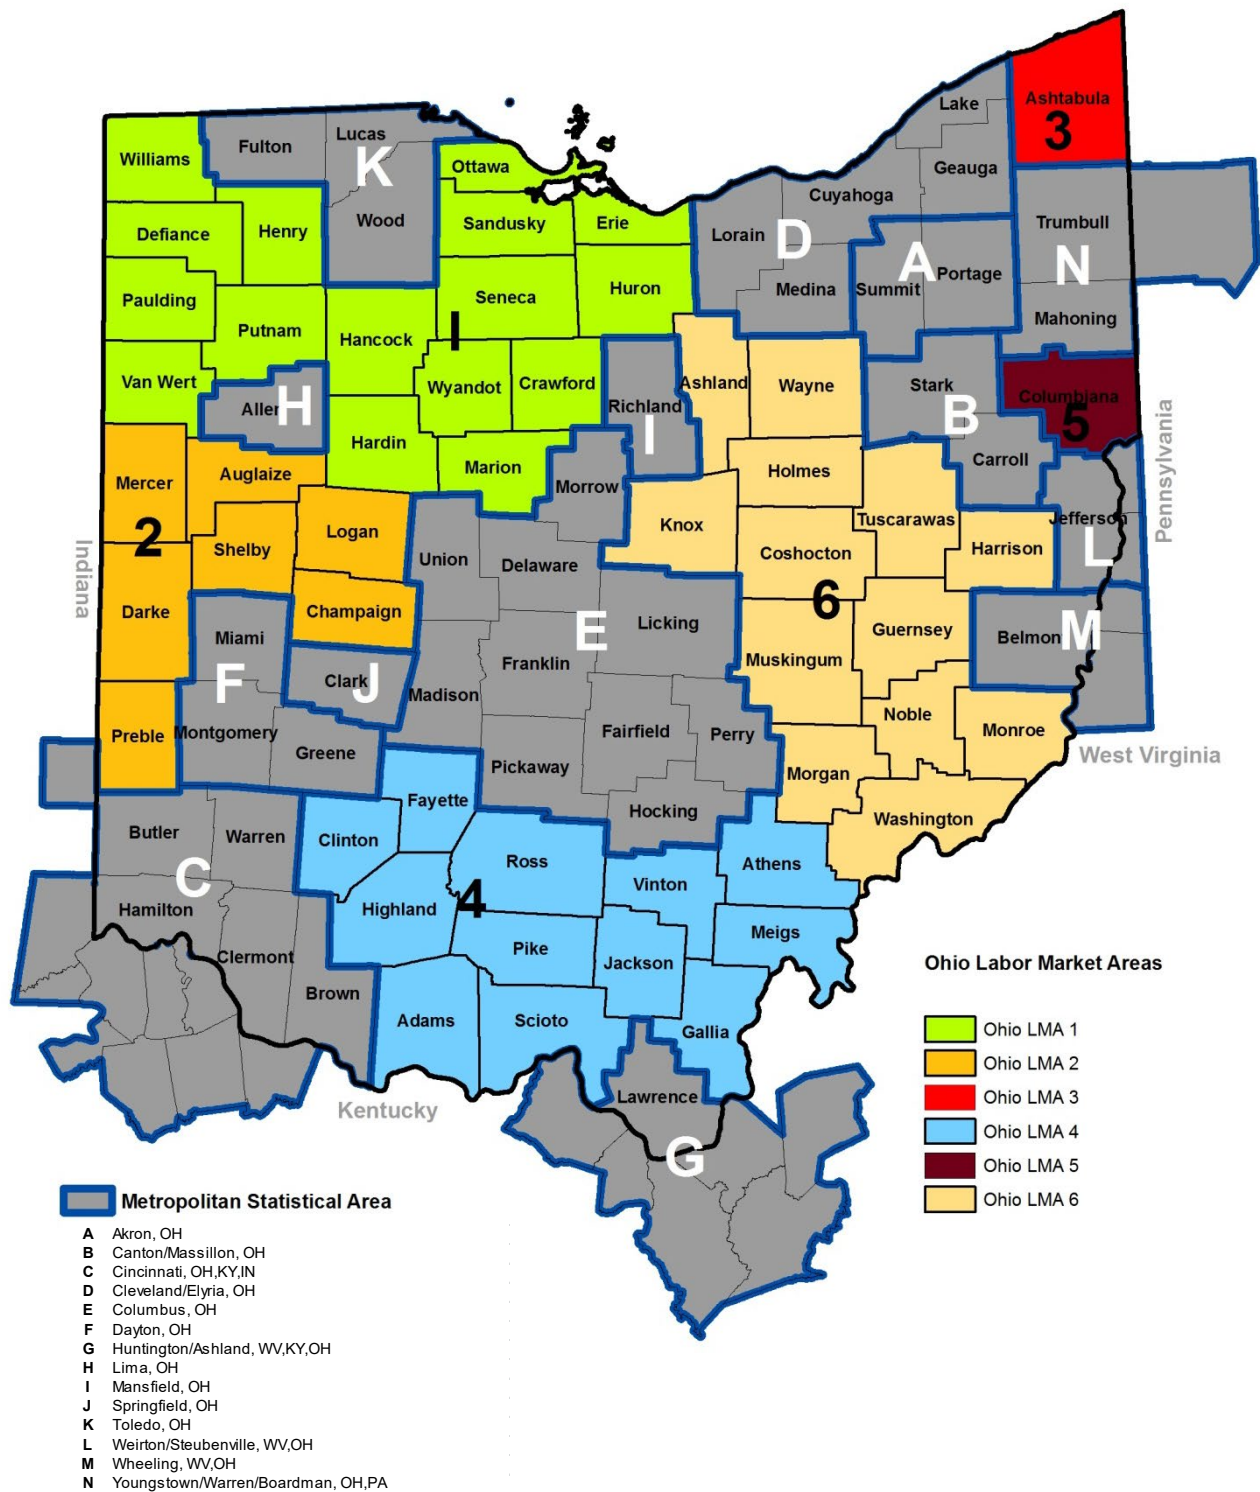 Lake
Ashtabula
3
Williams
Fulton
Lucas
K
Ottawa
Geauga
Cuyahoga
Defiance
Henry
Wood
Sandusky
Erie
Lorain
D
Trumbull
N
A
Portage
Summit
Medina
Paulding
Seneca
Huron
Mahoning
Putnam
Hancock
I
Van Wert
Wyandot
Crawford
Ashland
Wayne
Stark
B
Columbiana
5
Allen
H
Richland
I
Hardin
Marion
Carroll
Mercer
Auglaize
Morrow
Holmes
Pennsylvania
2
Shelby
Logan
Knox
Tuscarawas
Jefferson
L
Indiana
Union
Delaware
Coshocton
Harrison
Darke
Champaign
6
Miami
E
Licking
Guernsey
Belmon
M
Muskingum
Franklin
F
Clark
J
Madison
Noble
Monroe
Preble
Montgomery
Greene
Fairfield
Perry
Pickaway
West Virginia
Morgan
Fayette
Hocking
Washington
Butler
Warren
Clinton
Ross
Athens
C
Vinton
4
Hamilton
Highland
Meigs
Clermont
Pike
Jackson
Brown
Adams
Scioto
Gallia
Lawrence
Kentucky
G
Ohio Labor Market Areas
Ohio LMA 1
Ohio LMA 2
Ohio LMA 3
Ohio LMA 4
Ohio LMA 5
Ohio LMA 6
Metropolitan Statistical Area
A Akron, OH
B Canton/Massillon, OH
C Cincinnati, OH,KY,IN
D Cleveland/Elyria, OH
E Columbus, OH
F Dayton, OH
G Huntington/Ashland, WV,KY,OH
H Lima, OH
I Mansfield, OH
J Springfield, OH
K Toledo, OH
L Weirton/Steubenville, WV,OH
M Wheeling, WV,OH
N Youngstown/Warren/Boardman, OH,PA